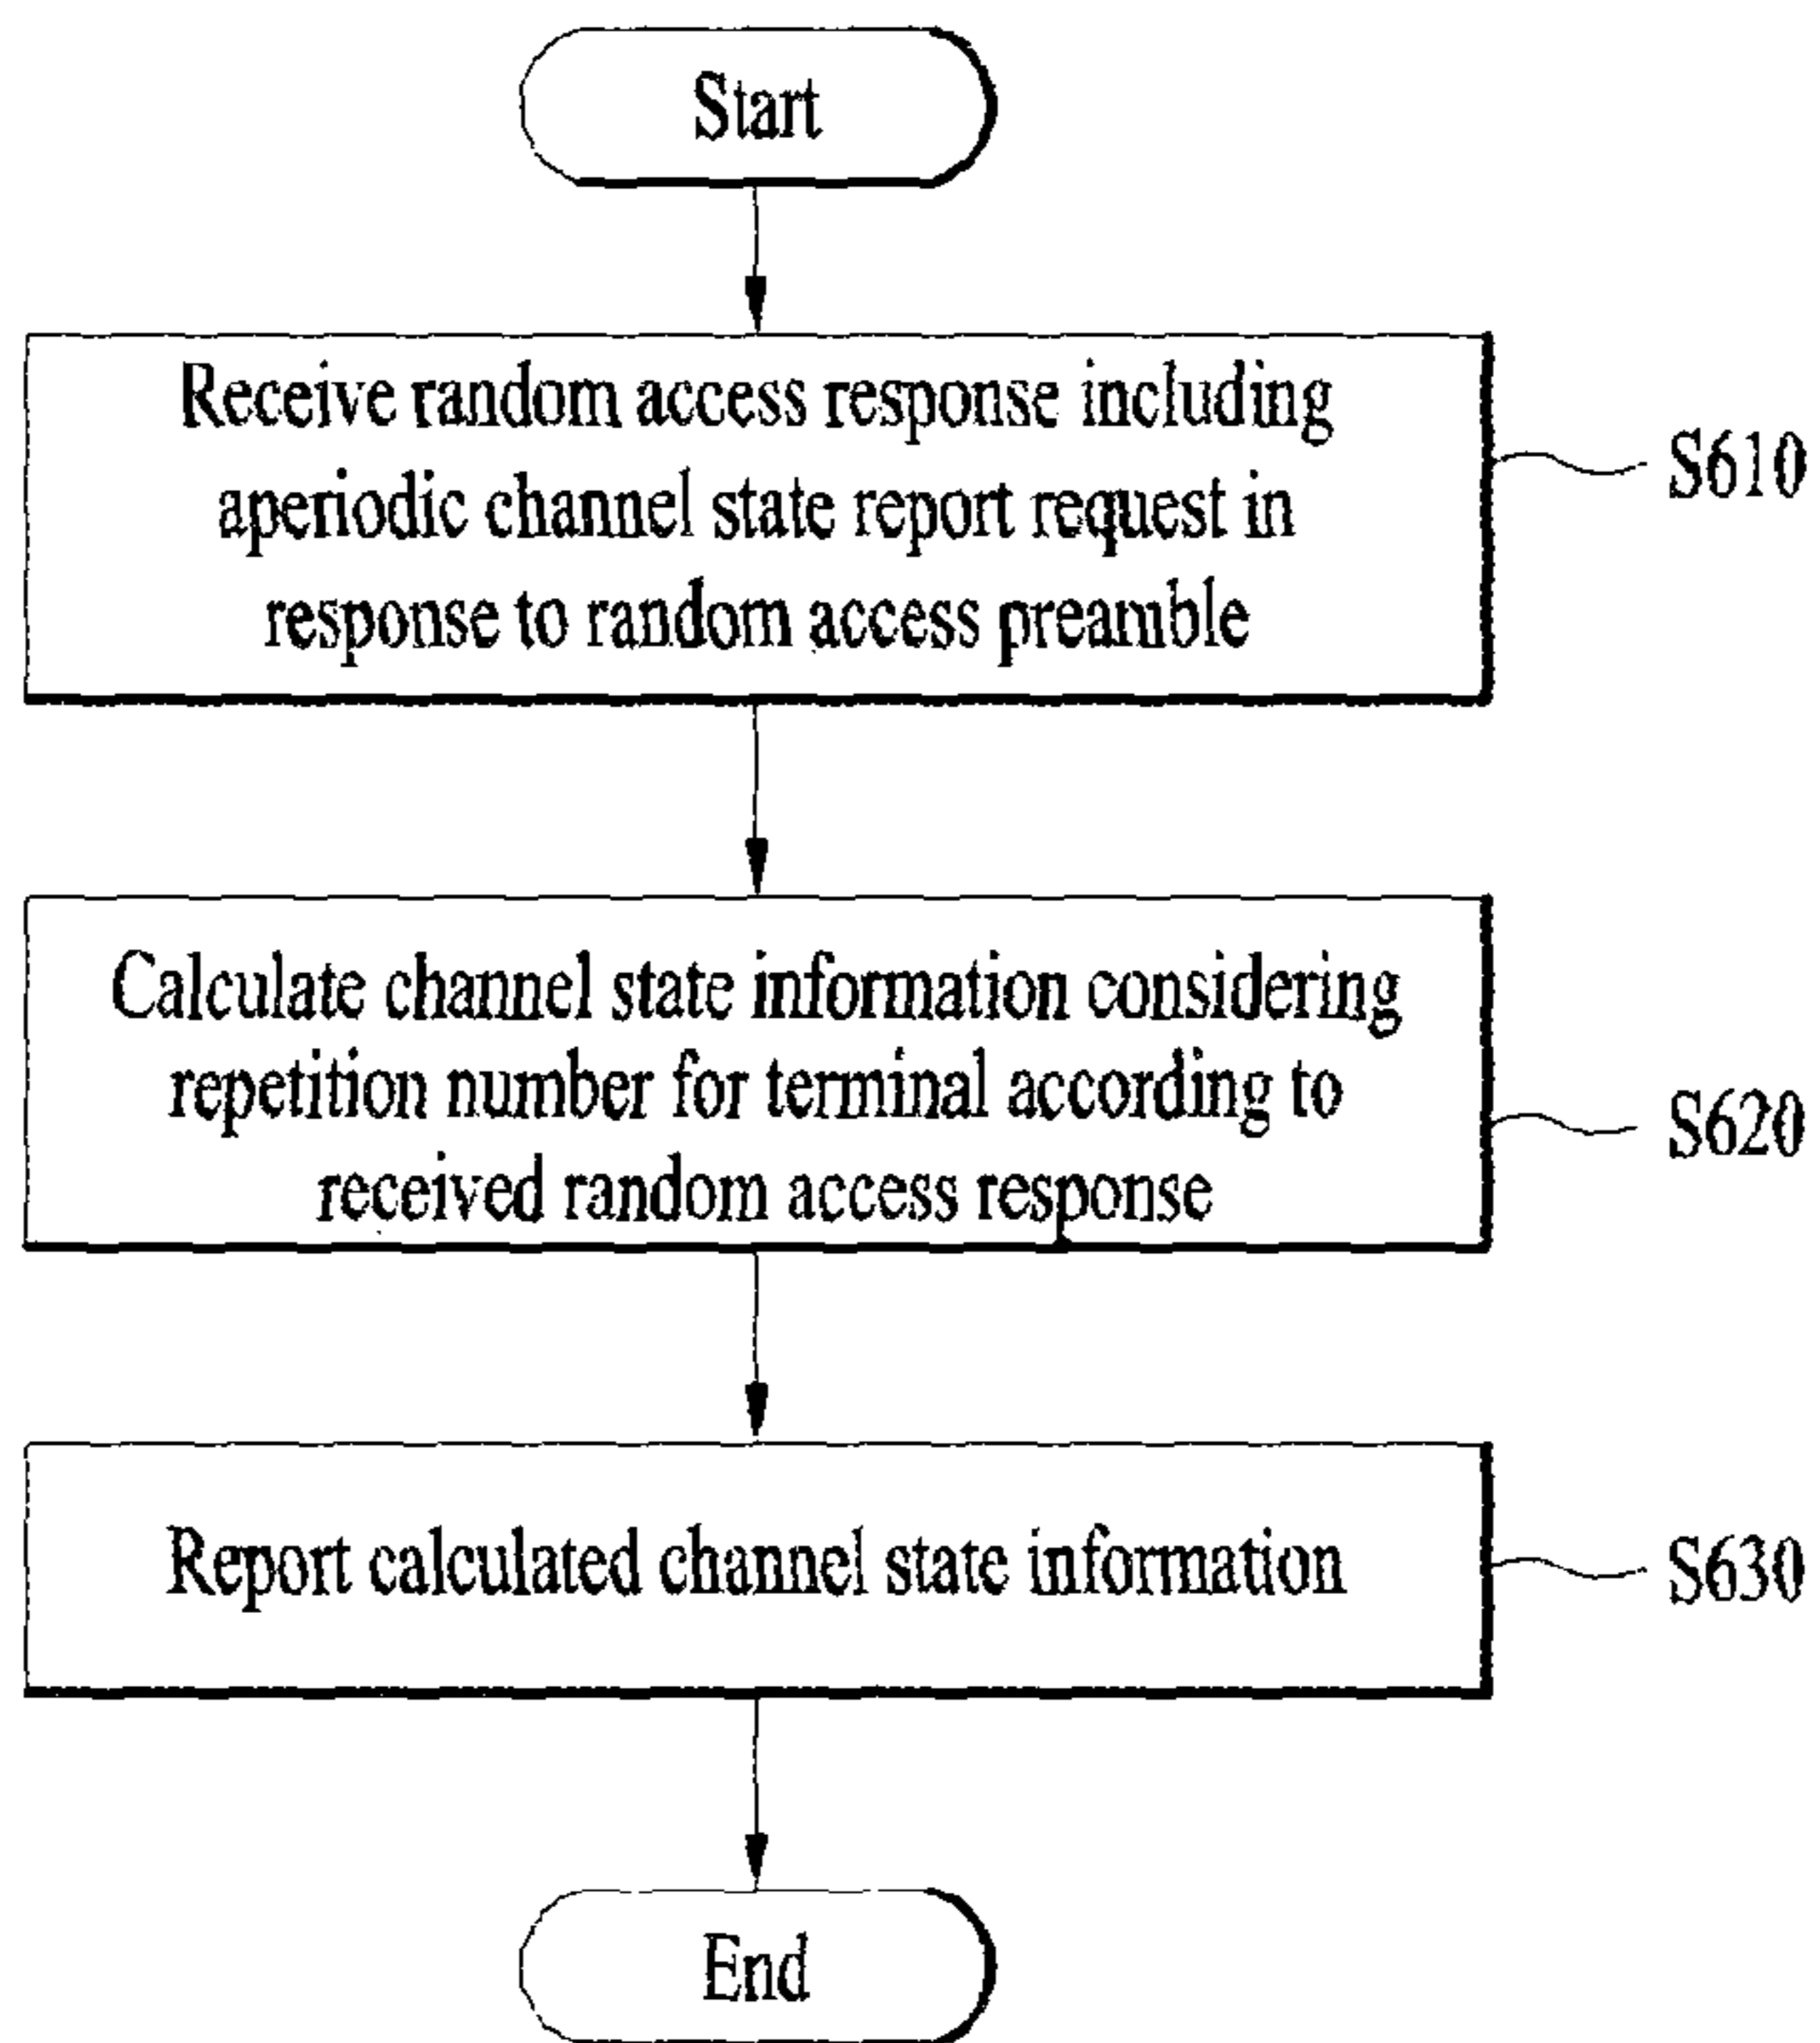 Start
Receive random access response including
aperiodic channel state report request in
response to random access preamble
S610
Calculate channel state information considering
repetition number for terminal according to
received random access response
S620
Report calculated channel state information
S630
End